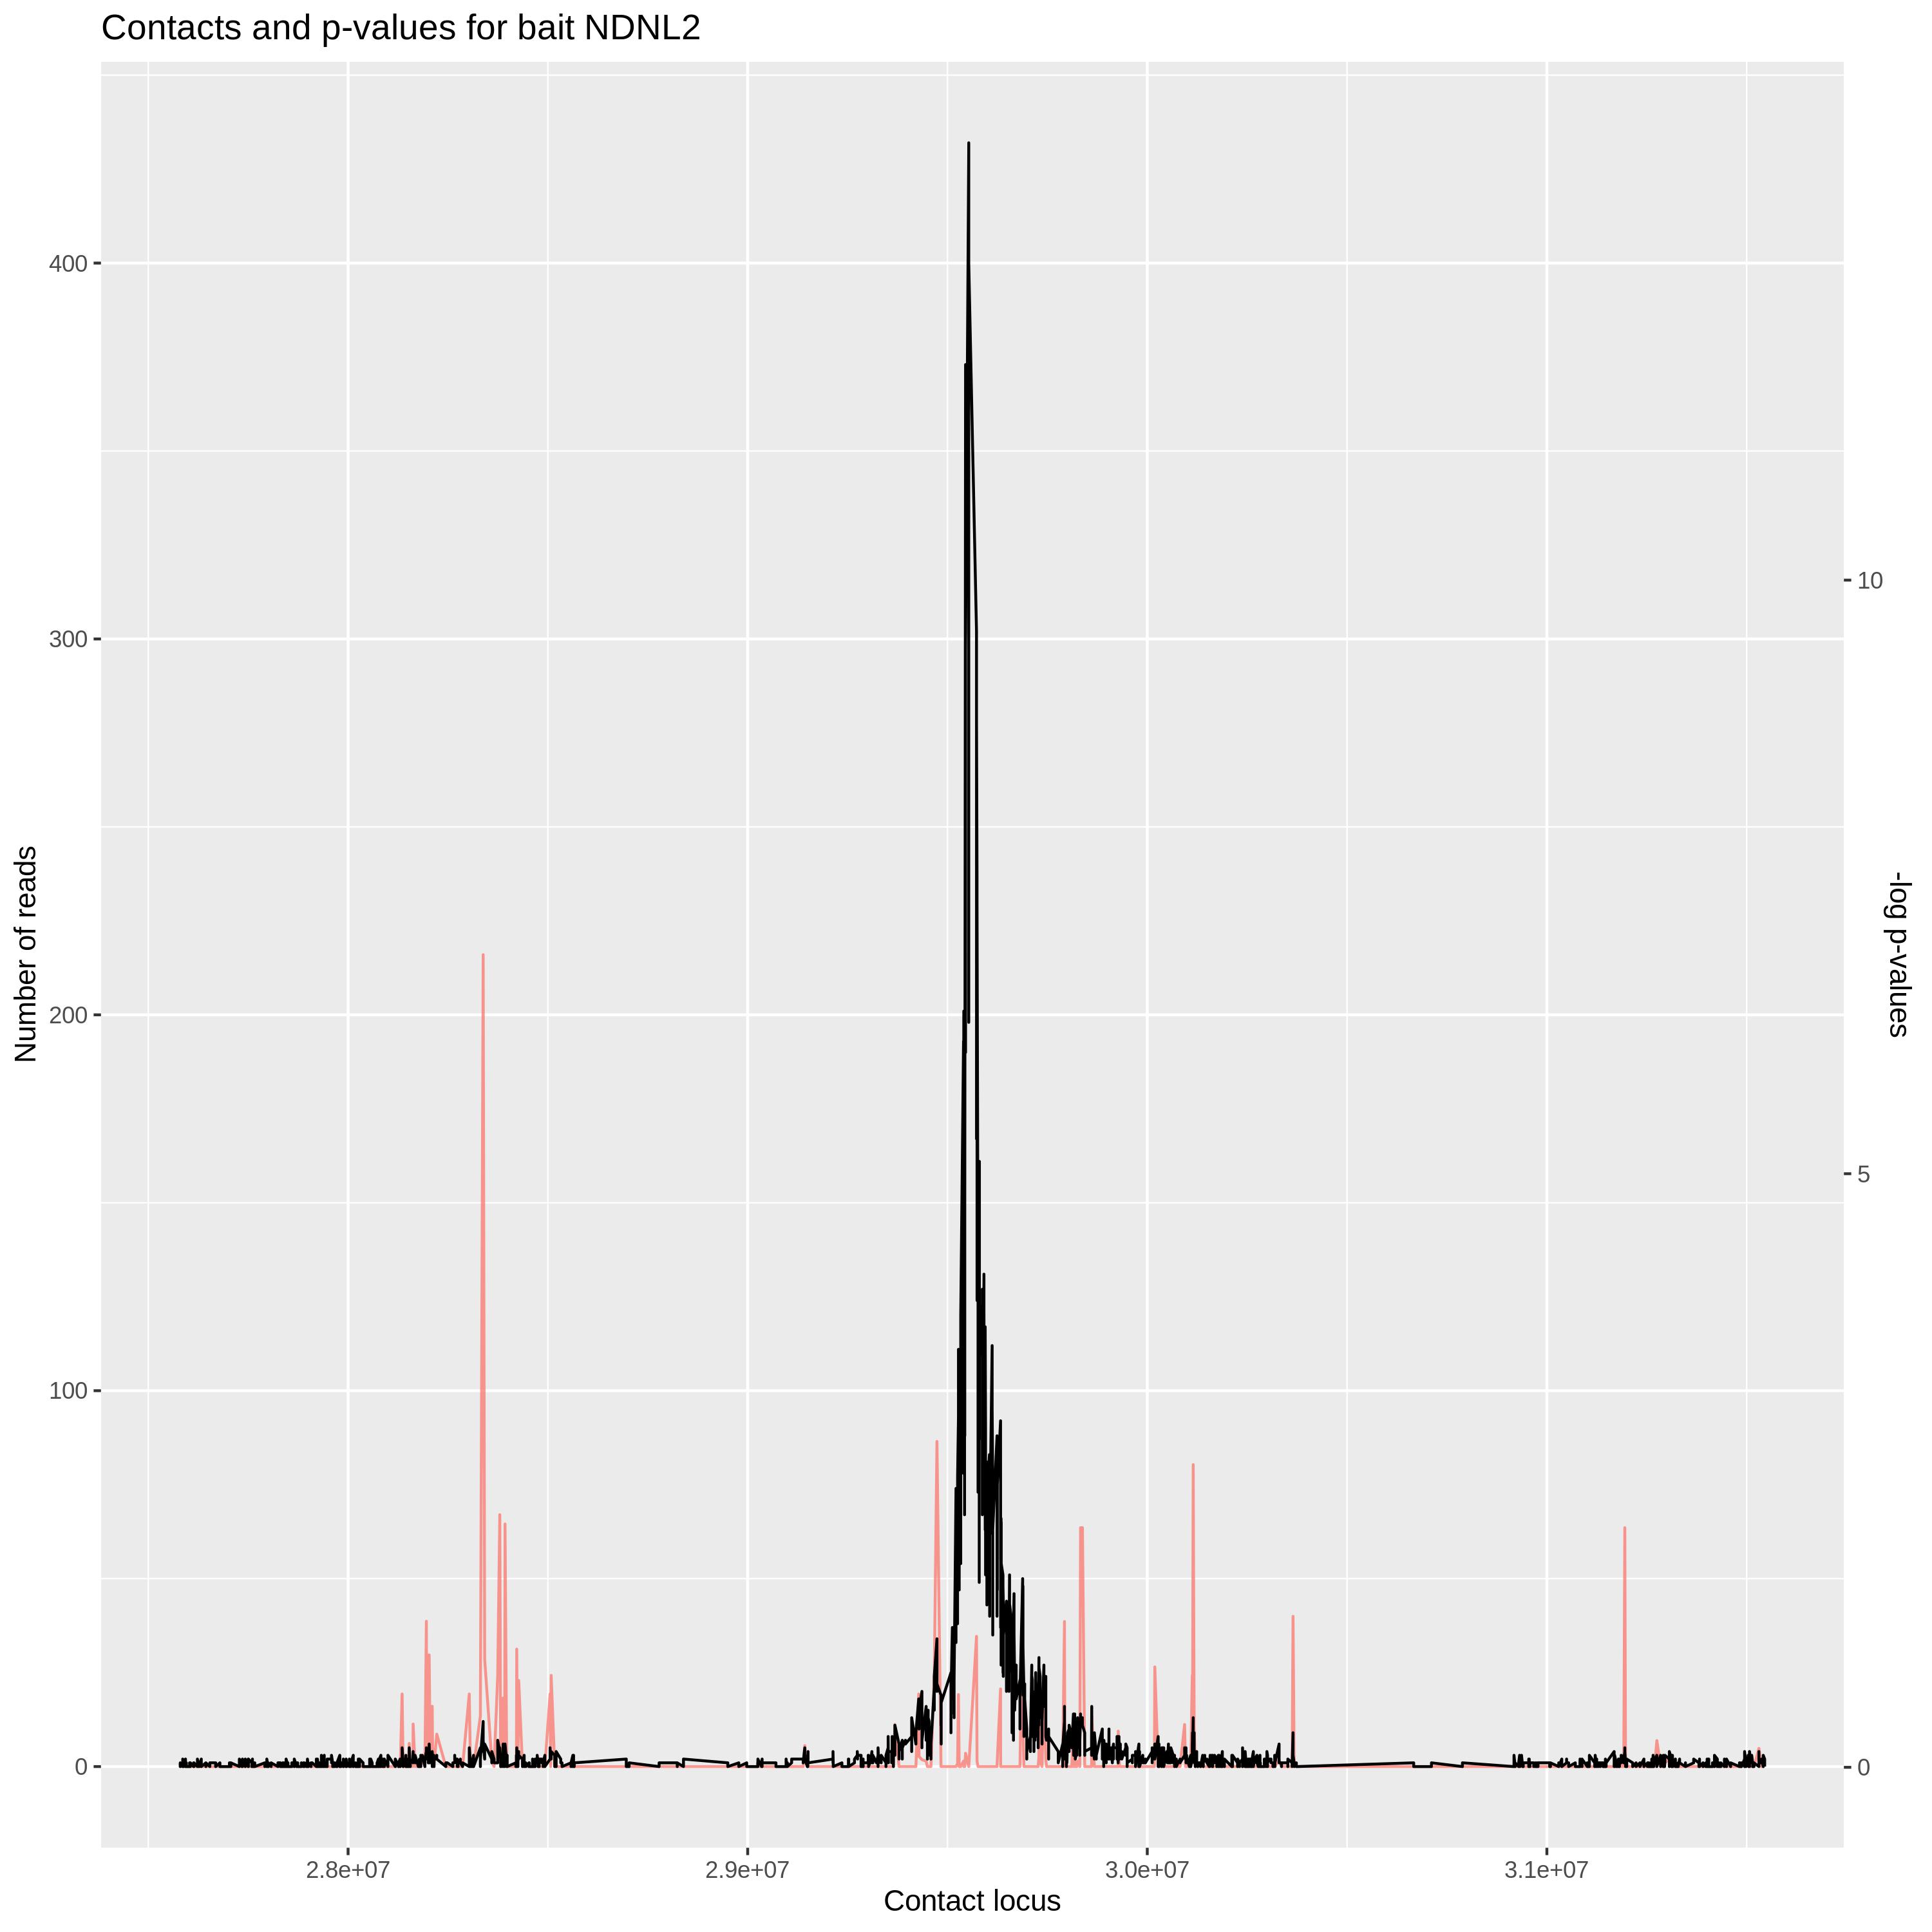 Contacts and p-values for bait NDNL2
400
300
200
100
0
Number of reads
10
5
0
-log p-values
2.8e+07
2.9e+07
3.0e+07
3.1e+07
Contact locus